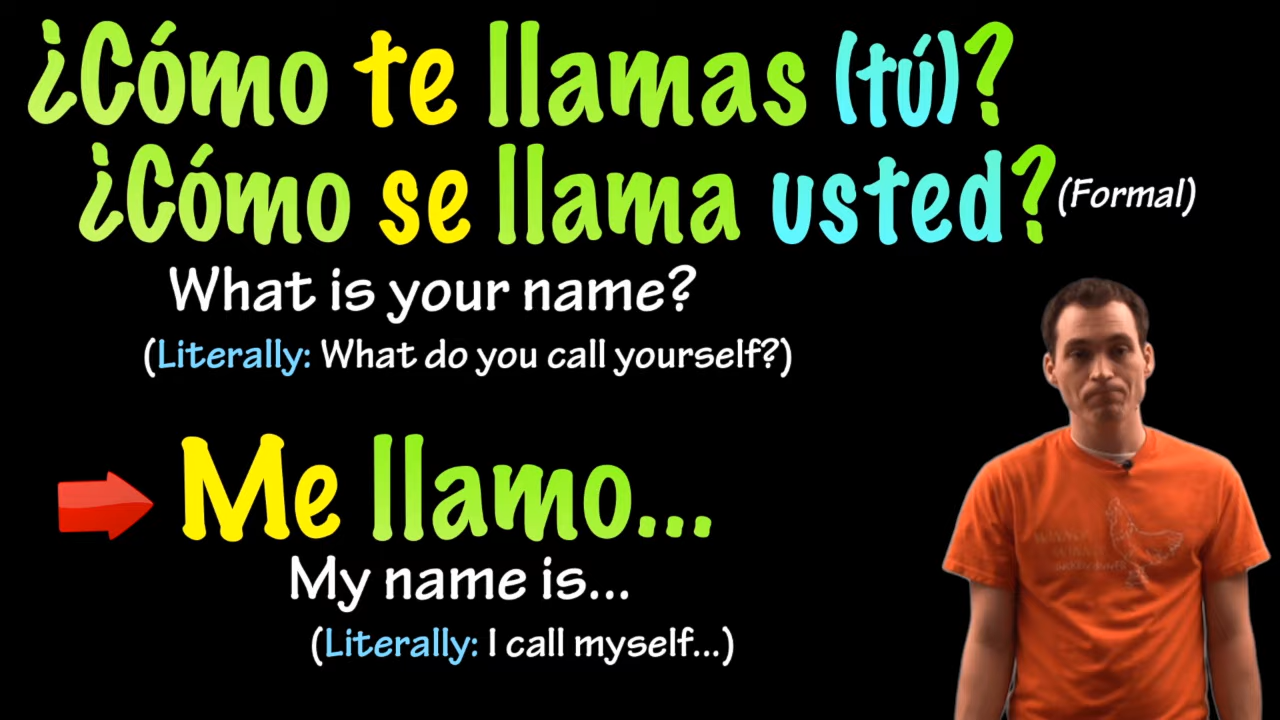 ¿Cómo te llamas (tú)?
¿Cómo se llama usted? (Formal)
What is your name?
(Literally: What do you call yourself?)
Me llamo...
My name is...
(Literally: I call myself...)